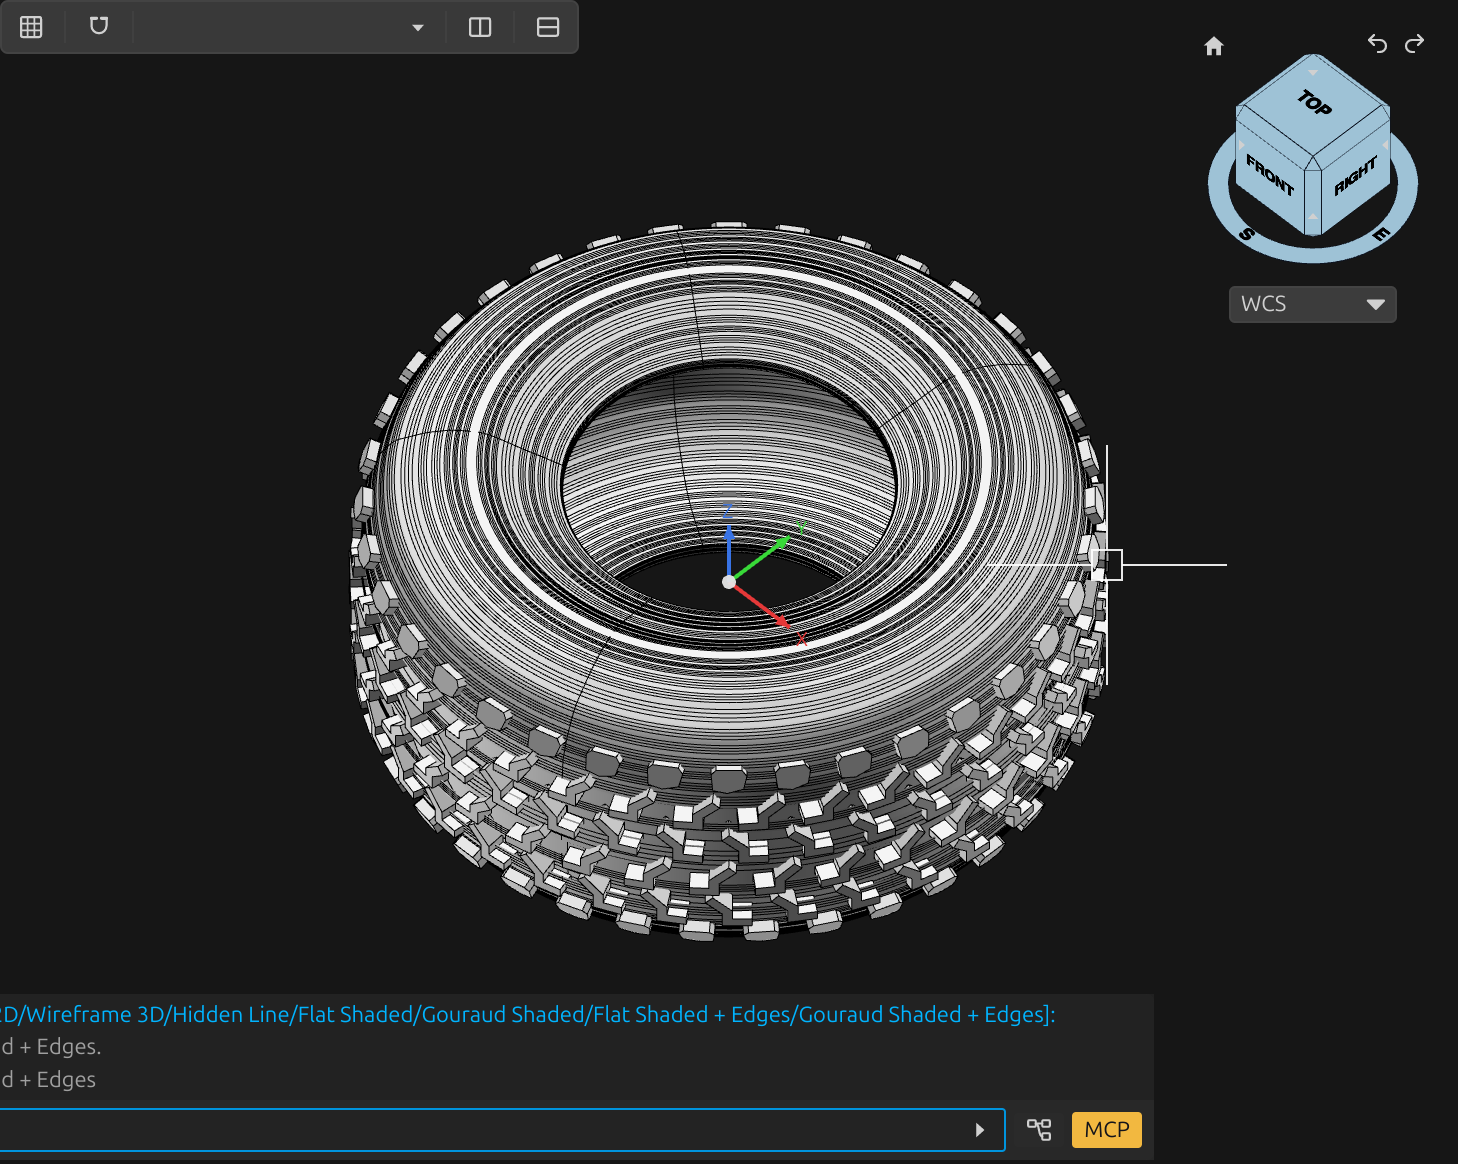 TOP
FRONT
RIGHT
S
E
WCS
Z
Y
X
2D/Wireframe 3D/Hidden Line/Flat Shaded/Gouraud Shaded/Flat Shaded + Edges/Gouraud Shaded + Edges]:
d + Edges.
d + Edges
MCP